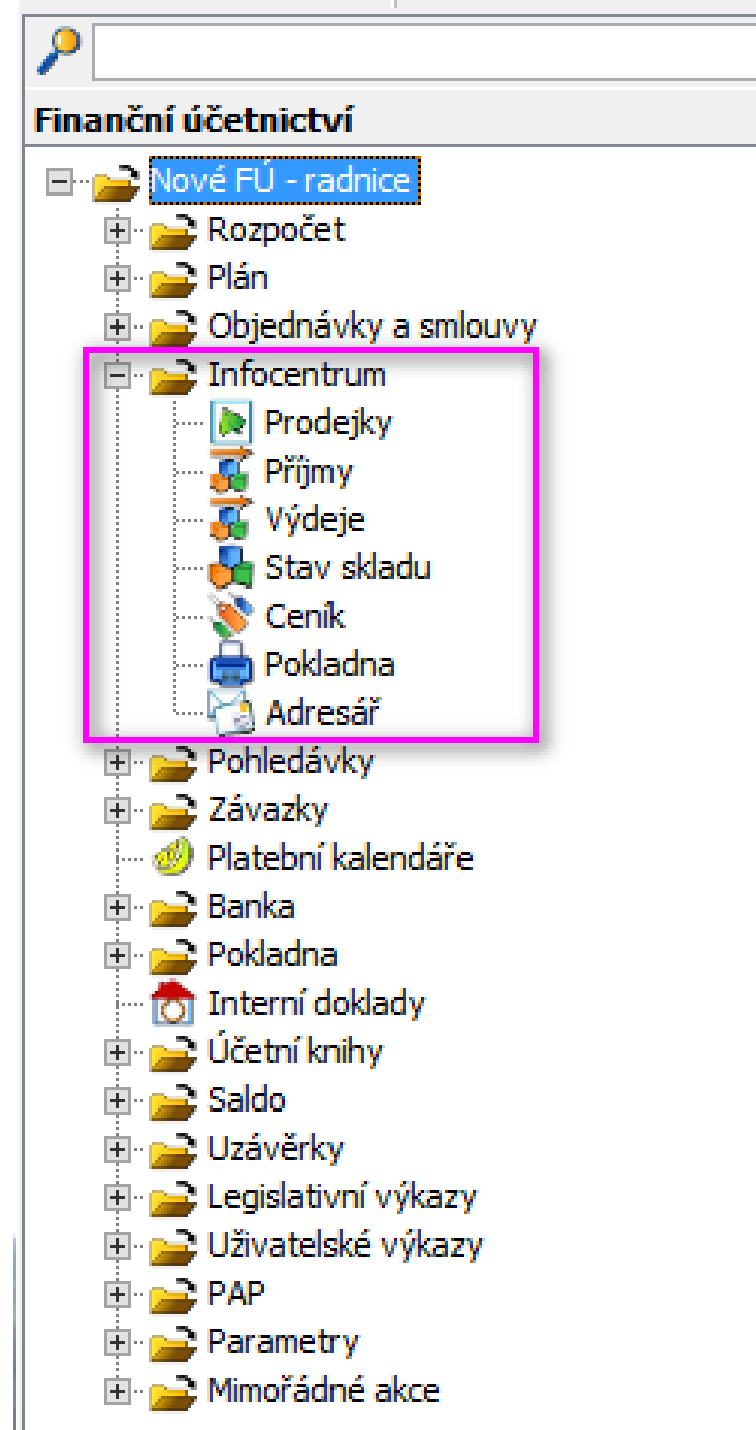 Finanční účetnictví
Nové FÚ - radnice
Rozpočet
Plán
Objednávky a smlouvy
Infocentrum
Prodejky
Příjmy
Výdeje
Stav skladu
Ceník
Pokladna
Adresář
Pohledávky
Závazky
Platební kalendáře
Banka
Pokladna
Interní doklady
Účetní knihy
Saldo
Uzávěrky
Legislativní výkazy
Uživatelské výkazy
PAP
Parametry
Mimořádné akce